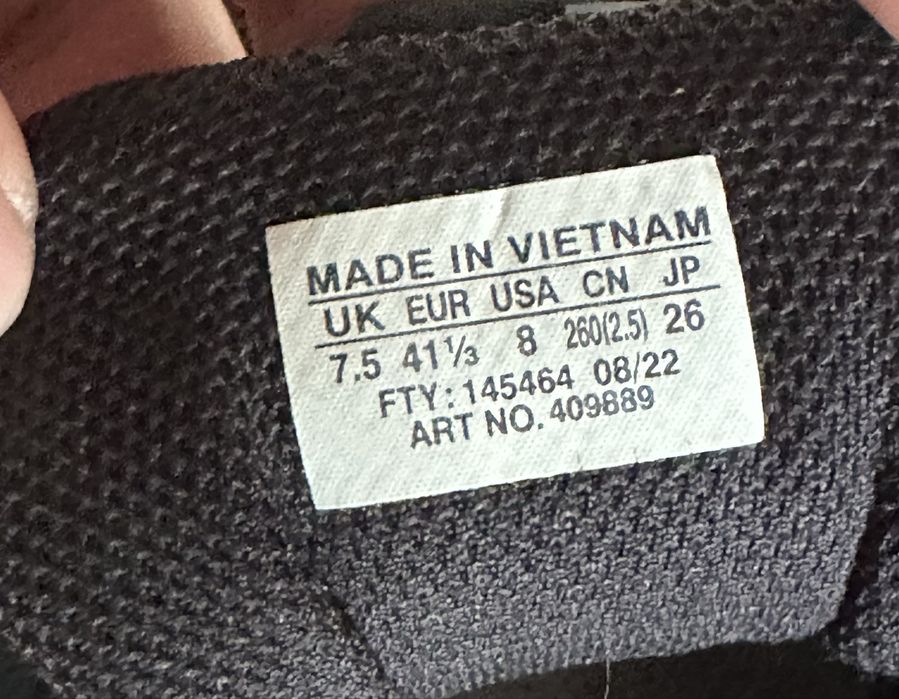 MADE IN VIETNAM
UK EUR USA CN JP
7.5 41⅓ 8 260(2.5) 26
FTY: 145464 08/22
ART NO. 409889